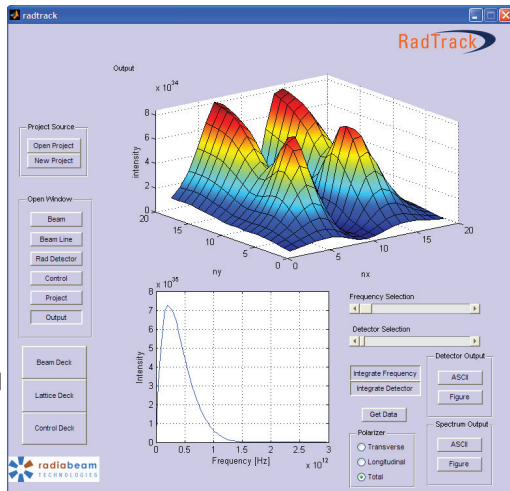 radtrack
RadTrack
Output
x 10^34
Project Source
Open Project
New Project
intensity
8
6
4
2
0
20
15
10
5
0
ny
0
5
10
15
20
nx
Open Window
Beam
Beam Line
Rad Detector
Control
Project
Output
x 10^35
8
7
6
5
4
3
2
1
0
Intensity
0
0.5
1
1.5
2
2.5
3
x 10^12
Frequency [Hz]
Frequency Selection
Detector Selection
Integrate Frequency
Integrate Detector
Get Data
Polarizer
Transverse
Longitudinal
Total
Detector Output
ASCII
Figure
Spectrum Output
ASCII
Figure
Beam Deck
Lattice Deck
Control Deck
radiabeam
TECHNOLOGIES